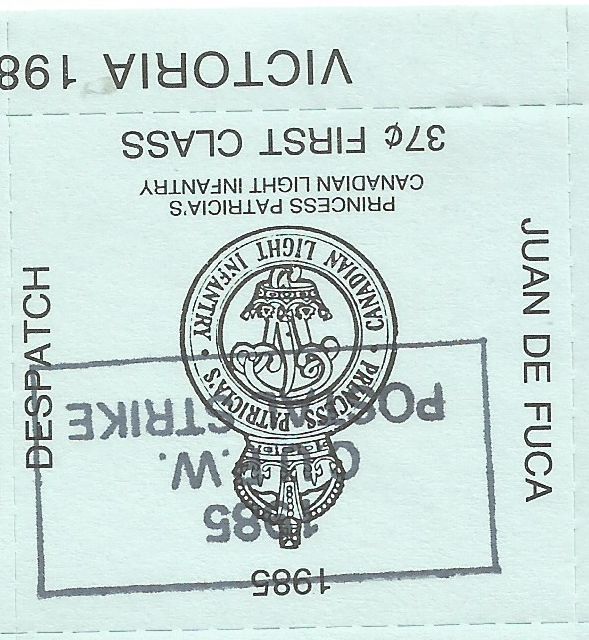 1985
JUAN DE FUCA
DESPATCH
PRINCESS PATRICIA'S
CANADIAN LIGHT INFANTRY
PRINCESS PATRICIA'S
CANADIAN LIGHT INFANTRY
37¢ FIRST CLASS
VICTORIA 198
1985
POSTAL STRIKE